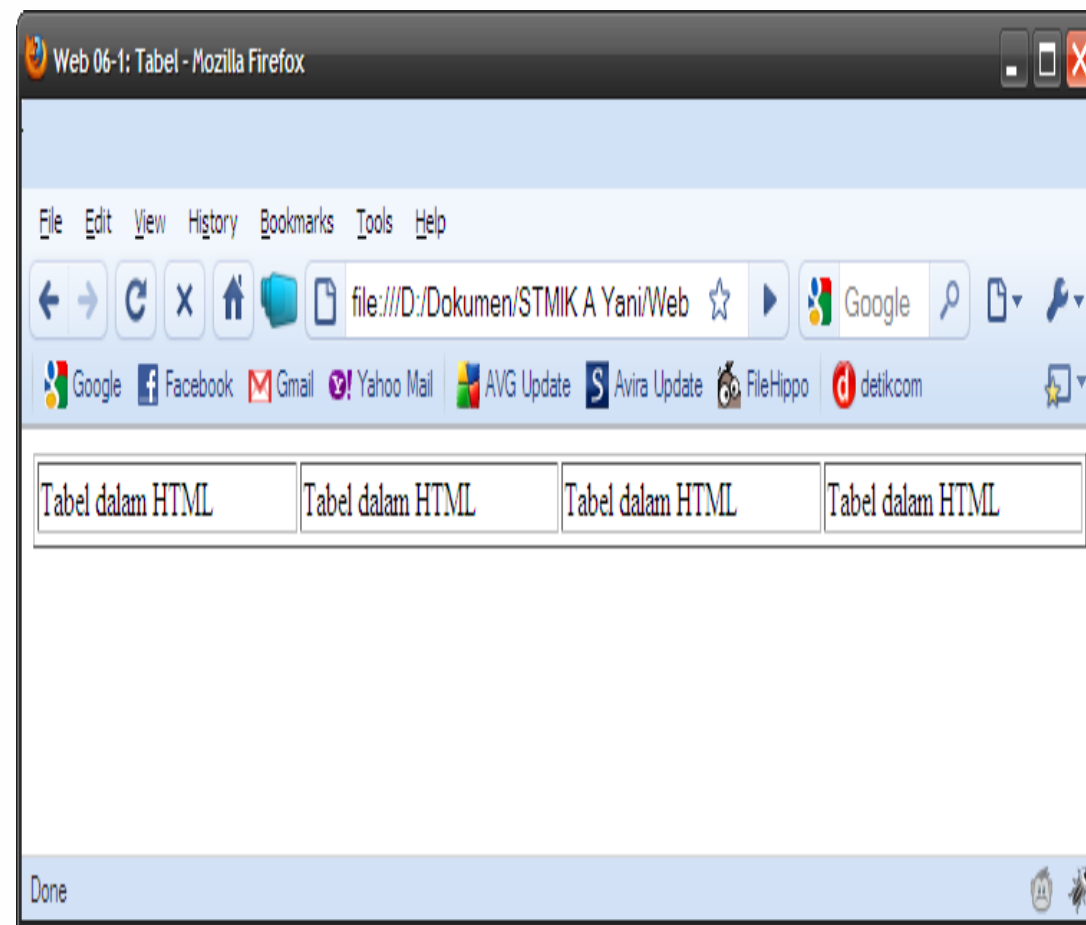 Web 06-1: Tabel - Mozilla Firefox
File Edit View History Bookmarks Tools Help
file:///D:/Dokumen/STMIK A Yani/Web Google
Google Facebook Gmail Yahoo Mail AVG Update Avira Update FileHippo detikcom
Tabel dalam HTML Tabel dalam HTML Tabel dalam HTML Tabel dalam HTML
Done